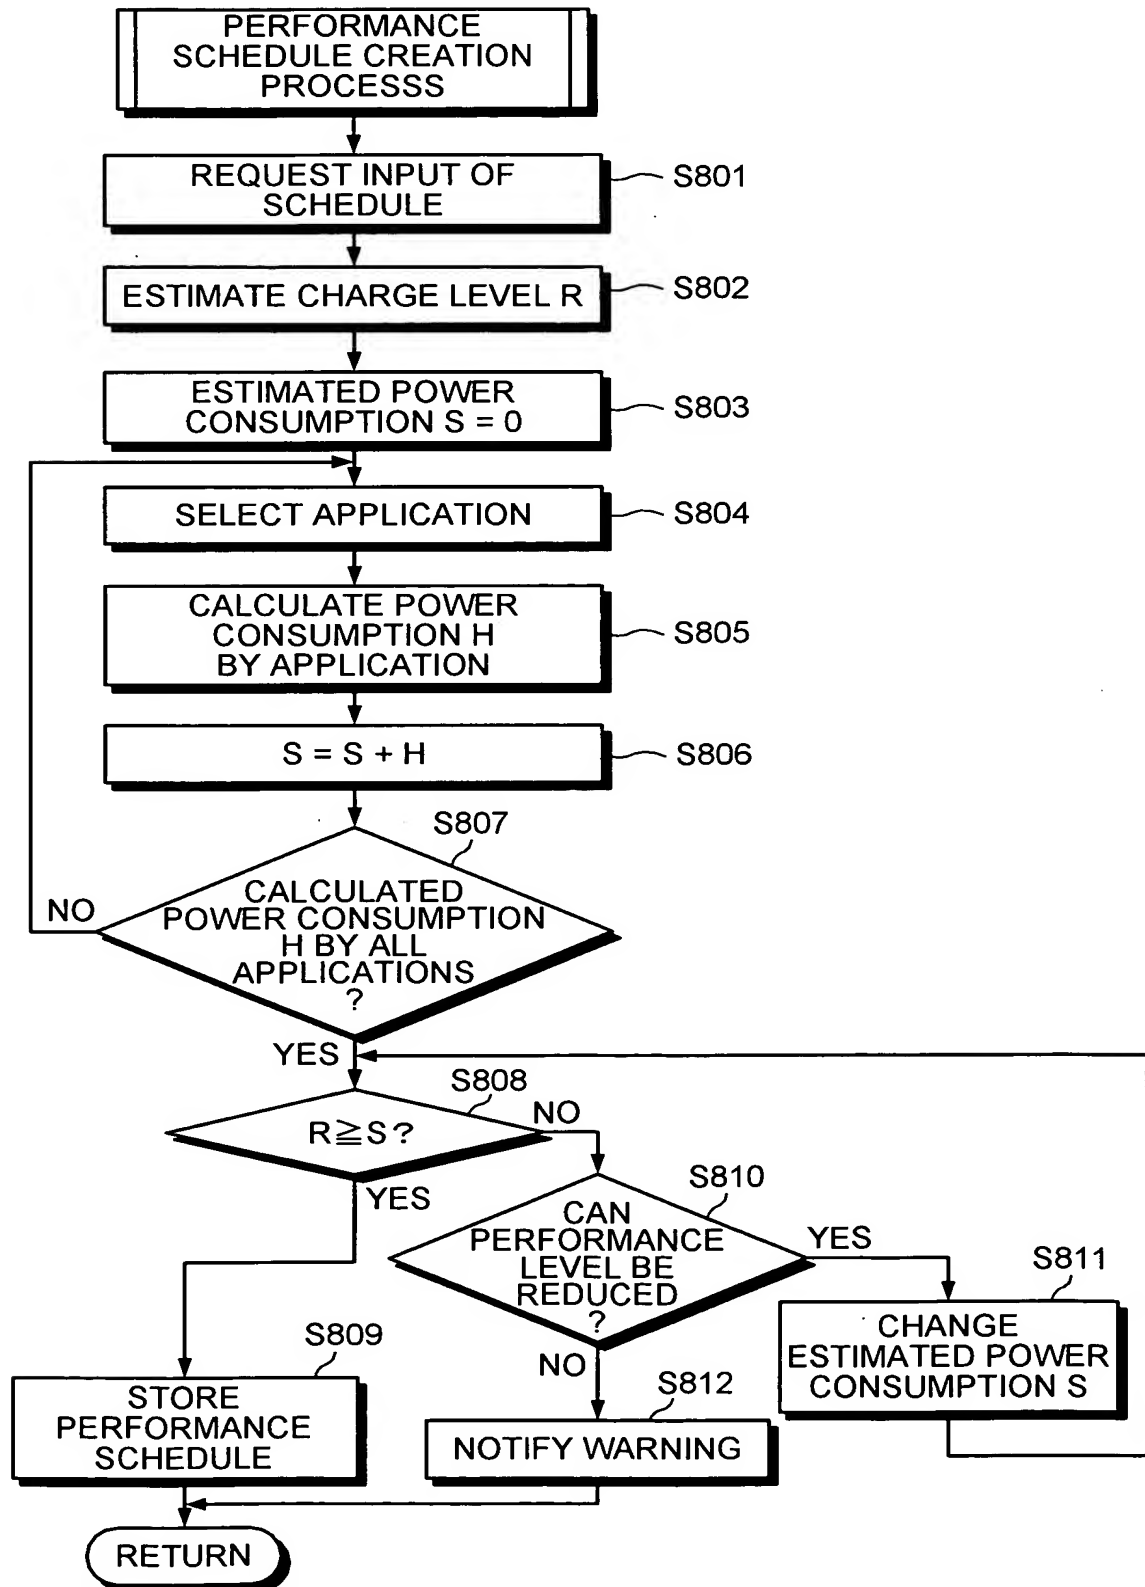 PERFORMANCE
SCHEDULE CREATION
PROCESSS
REQUEST INPUT OF
SCHEDULE
S801
ESTIMATE CHARGE LEVEL R
S802
ESTIMATED POWER
CONSUMPTION S = 0
S803
SELECT APPLICATION
S804
CALCULATE POWER
CONSUMPTION H
BY APPLICATION
S805
S = S + H
S806
S807
CALCULATED
POWER CONSUMPTION
H BY ALL
APPLICATIONS
?
NO
YES
S808
R≧S?
NO
YES
S810
CAN
PERFORMANCE
LEVEL BE
REDUCED
?
YES
NO
S811
CHANGE
ESTIMATED POWER
CONSUMPTION S
S809
STORE
PERFORMANCE
SCHEDULE
S812
NOTIFY WARNING
RETURN